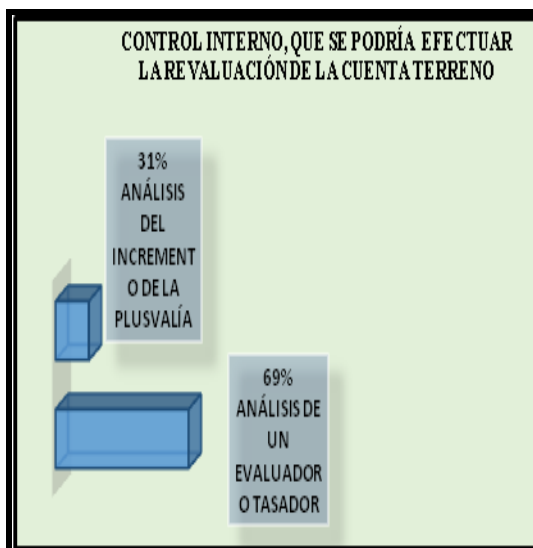 CONTROL INTERNO, QUE SE PODRÍA EFECTUAR
LA REVALUACIÓN DE LA CUENTA TERRENO
31%
ANÁLISIS
DEL
INCREMENT
O DE LA
PLUSVALÍA
69%
ANÁLISIS DE
UN
EVALUADOR
O TASADOR